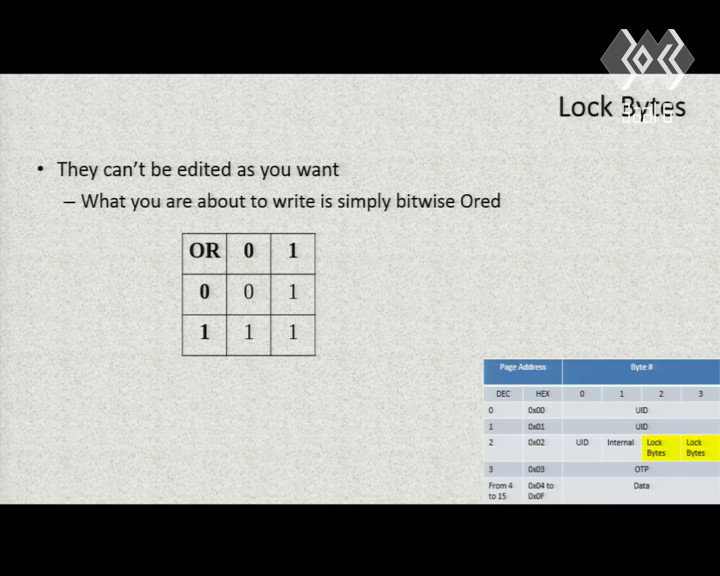 Lock Bytes
• They can't be edited as you want
– What you are about to write is simply bitwise Ored
OR 0 1
0 0 1
1 1 1
Page Address Byte #
DEC HEX 0 1 2 3
0 0x00 UID
1 0x01 UID
2 0x02 UID Internal Lock Bytes Lock Bytes
3 0x03 OTP
From 4 to 15 0x04 to 0x0F Data